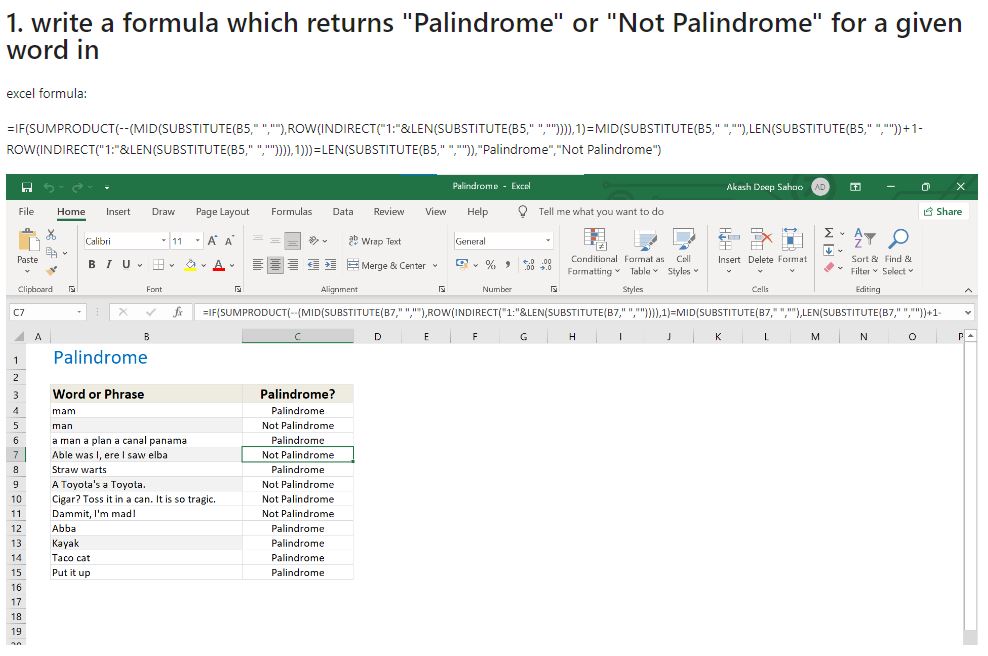 1. write a formula which returns "Palindrome" or "Not Palindrome" for a given
word in
excel formula:
=IF(SUMPRODUCT(--(MID(SUBSTITUTE(B5," ",""),ROW(INDIRECT("1:"&LEN(SUBSTITUTE(B5," ","")))),1)=MID(SUBSTITUTE(B5," ",""),LEN(SUBSTITUTE(B5," ",""))+1-
ROW(INDIRECT("1:"&LEN(SUBSTITUTE(B5," ","")))),1)))=LEN(SUBSTITUTE(B5," ","")),"Palindrome","Not Palindrome")
Palindrome - Excel Akash Deep Sahoo AD
File Home Insert Draw Page Layout Formulas Data Review View Help Tell me what you want to do Share
Calibri 11 A A Wrap Text General
Paste B I U A Merge & Center % Conditional Formatting Format as Table Cell Styles Insert Delete Format Sort & Filter Find & Select
Clipboard Font Alignment Number Styles Cells Editing
C7 fx =IF(SUMPRODUCT(--(MID(SUBSTITUTE(B7," ",""),ROW(INDIRECT("1:"&LEN(SUBSTITUTE(B7," ","")))),1)=MID(SUBSTITUTE(B7," ",""),LEN(SUBSTITUTE(B7," ",""))+1-
A B C D E F G H I J K L M N O P
1 Palindrome
2
3 Word or Phrase Palindrome?
4 mam Palindrome
5 man Not Palindrome
6 a man a plan a canal panama Palindrome
7 Able was I, ere I saw elba Not Palindrome
8 Straw warts Palindrome
9 A Toyota's a Toyota. Not Palindrome
10 Cigar? Toss it in a can. It is so tragic. Not Palindrome
11 Dammit, I'm mad! Not Palindrome
12 Abba Palindrome
13 Kayak Palindrome
14 Taco cat Palindrome
15 Put it up Palindrome
16
17
18
19
20